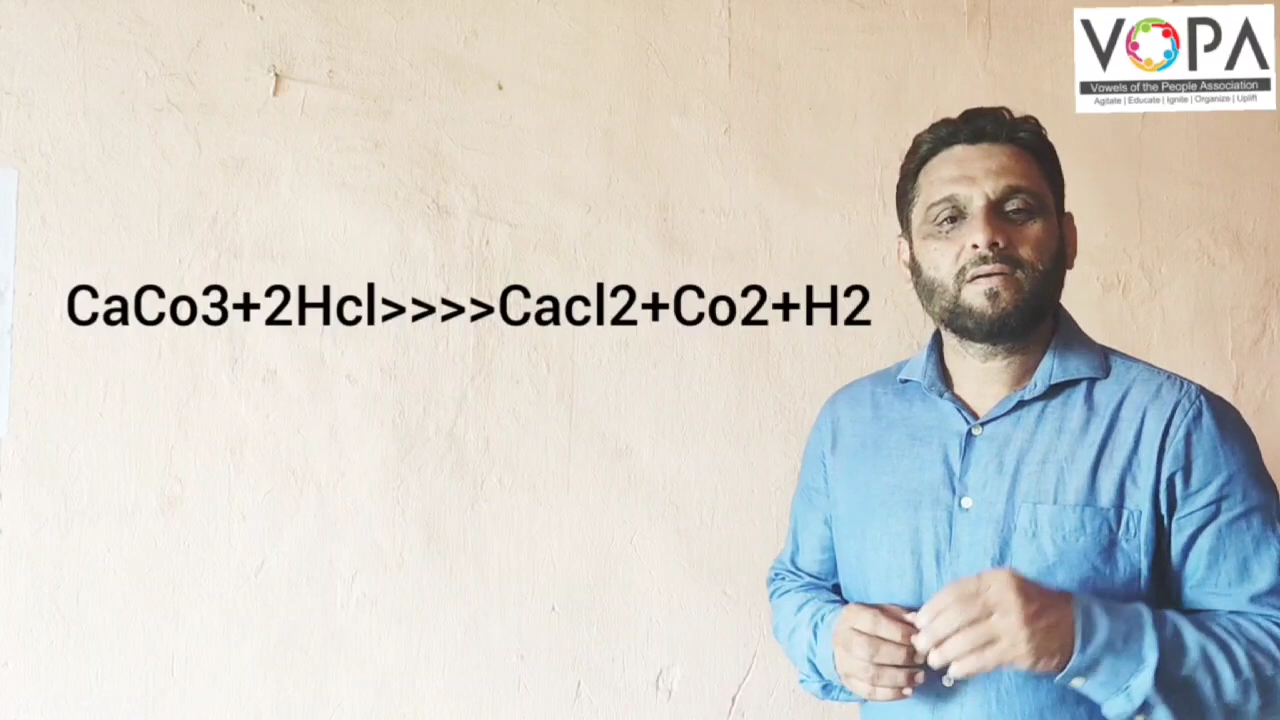 VOPA
Vowels of the People Association
Agitate | Educate | Ignite | Organize | Uplift
CaCo3+2Hcl>>>>Cacl2+Co2+H2